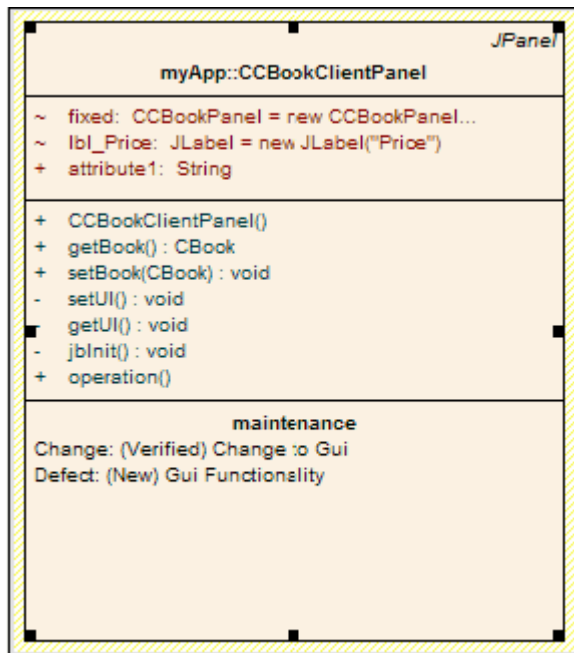 JPanel
myApp::CCBookClientPanel
~ fixed: CCBookPanel = new CCBookPanel...
~ lbl_Price: JLabel = new JLabel("Price")
+ attribute1: String
+ CCBookClientPanel()
+ getBook() : CBook
+ setBook(CBook) : void
- setUI() : void
- getUI() : void
- jbInit() : void
+ operation()
maintenance
Change: (Verified) Change to Gui
Defect: (New) Gui Functionality